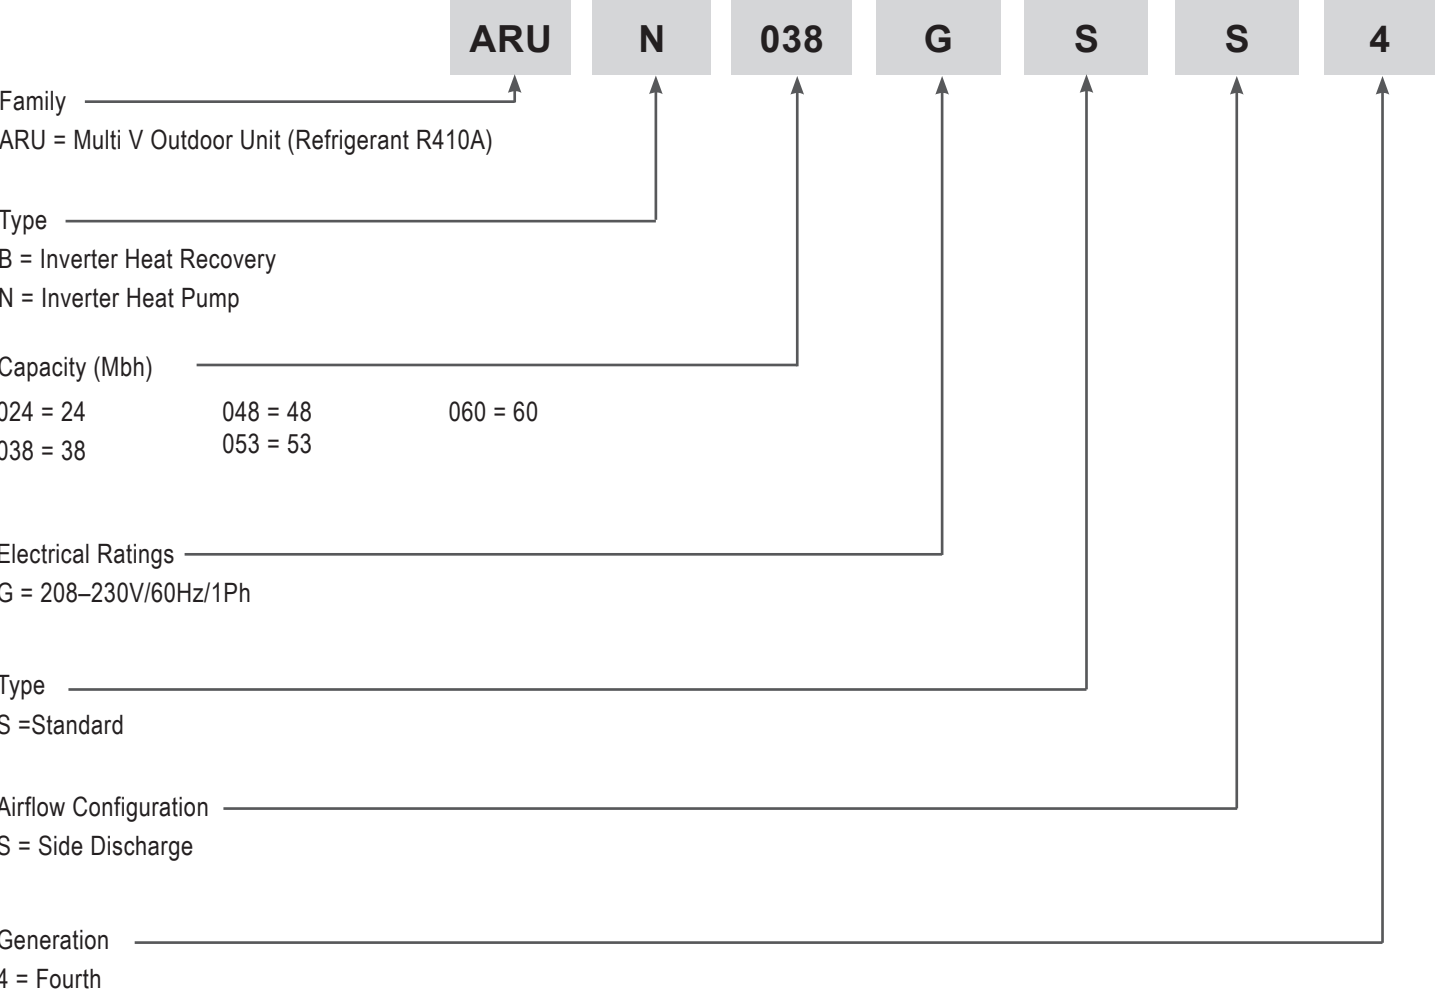 ARU N 038 G S S 4
Family
ARU = Multi V Outdoor Unit (Refrigerant R410A)
Type
B = Inverter Heat Recovery
N = Inverter Heat Pump
Capacity (Mbh)
024 = 24 048 = 48 060 = 60
038 = 38 053 = 53
Electrical Ratings
G = 208–230V/60Hz/1Ph
Type
S =Standard
Airflow Configuration
S = Side Discharge
Generation
4 = Fourth